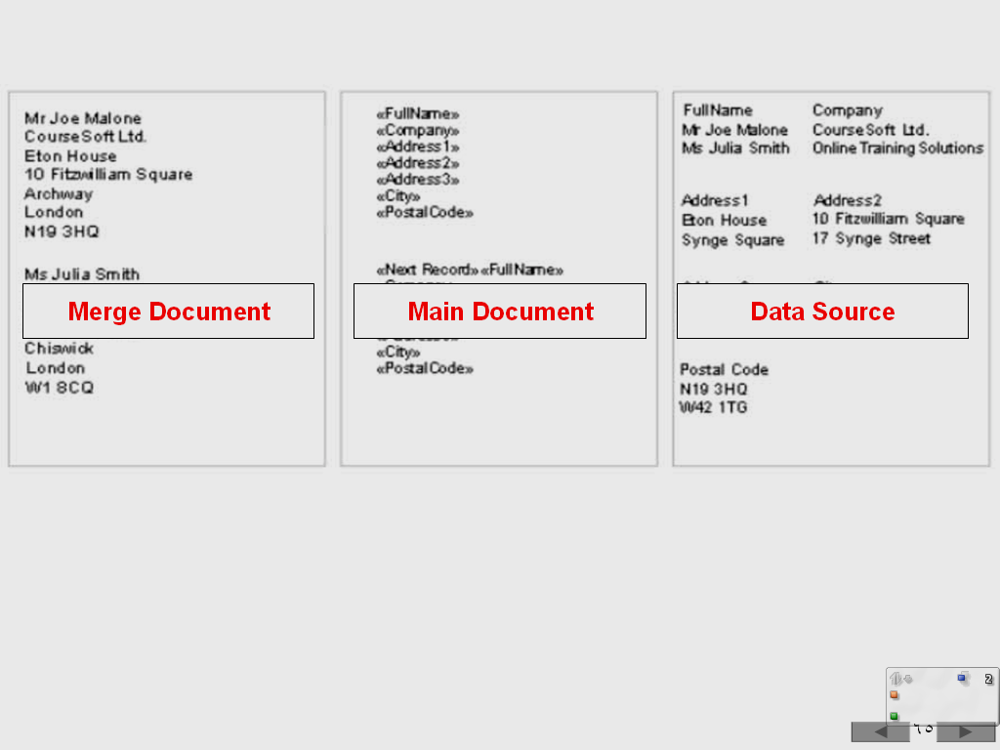 Mr Joe Malone
CourseSoft Ltd.
Eton House
10 Fitzwilliam Square
Archway
London
N19 3HQ
Ms Julia Smith
Merge Document
Chiswick
London
W1 8CQ
«FullName»
«Company»
«Address1»
«Address2»
«Address3»
«City»
«PostalCode»
«Next Record»«FullName»
Main Document
«City»
«PostalCode»
FullName Company
Mr Joe Malone CourseSoft Ltd.
Ms Julia Smith Online Training Solutions
Address1 Address2
Eton House 10 Fitzwilliam Square
Synge Square 17 Synge Street
Data Source
Postal Code
N19 3HQ
W42 1TG
2
٦٥